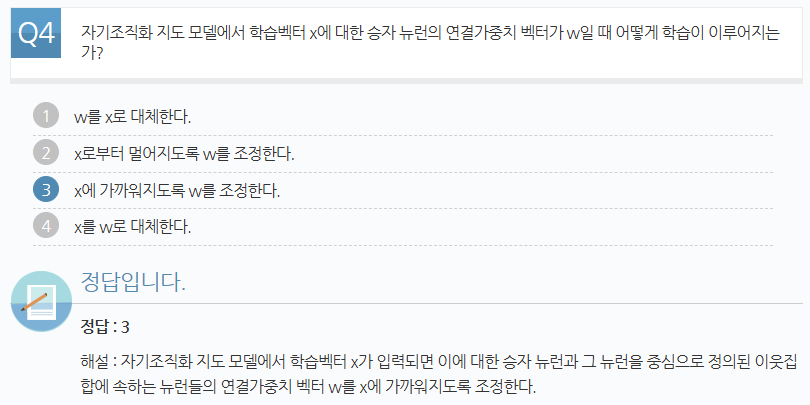 Q4
자기조직화 지도 모델에서 학습벡터 x에 대한 승자 뉴런의 연결가중치 벡터가 w일 때 어떻게 학습이 이루어지는
가?
1 w를 x로 대체한다.
2 x로부터 멀어지도록 w를 조정한다.
3 x에 가까워지도록 w를 조정한다.
4 x를 w로 대체한다.
정답입니다.
정답 : 3
해설 : 자기조직화 지도 모델에서 학습벡터 x가 입력되면 이에 대한 승자 뉴런과 그 뉴런을 중심으로 정의된 이웃집
합에 속하는 뉴런들의 연결가중치 벡터 w를 x에 가까워지도록 조정한다.